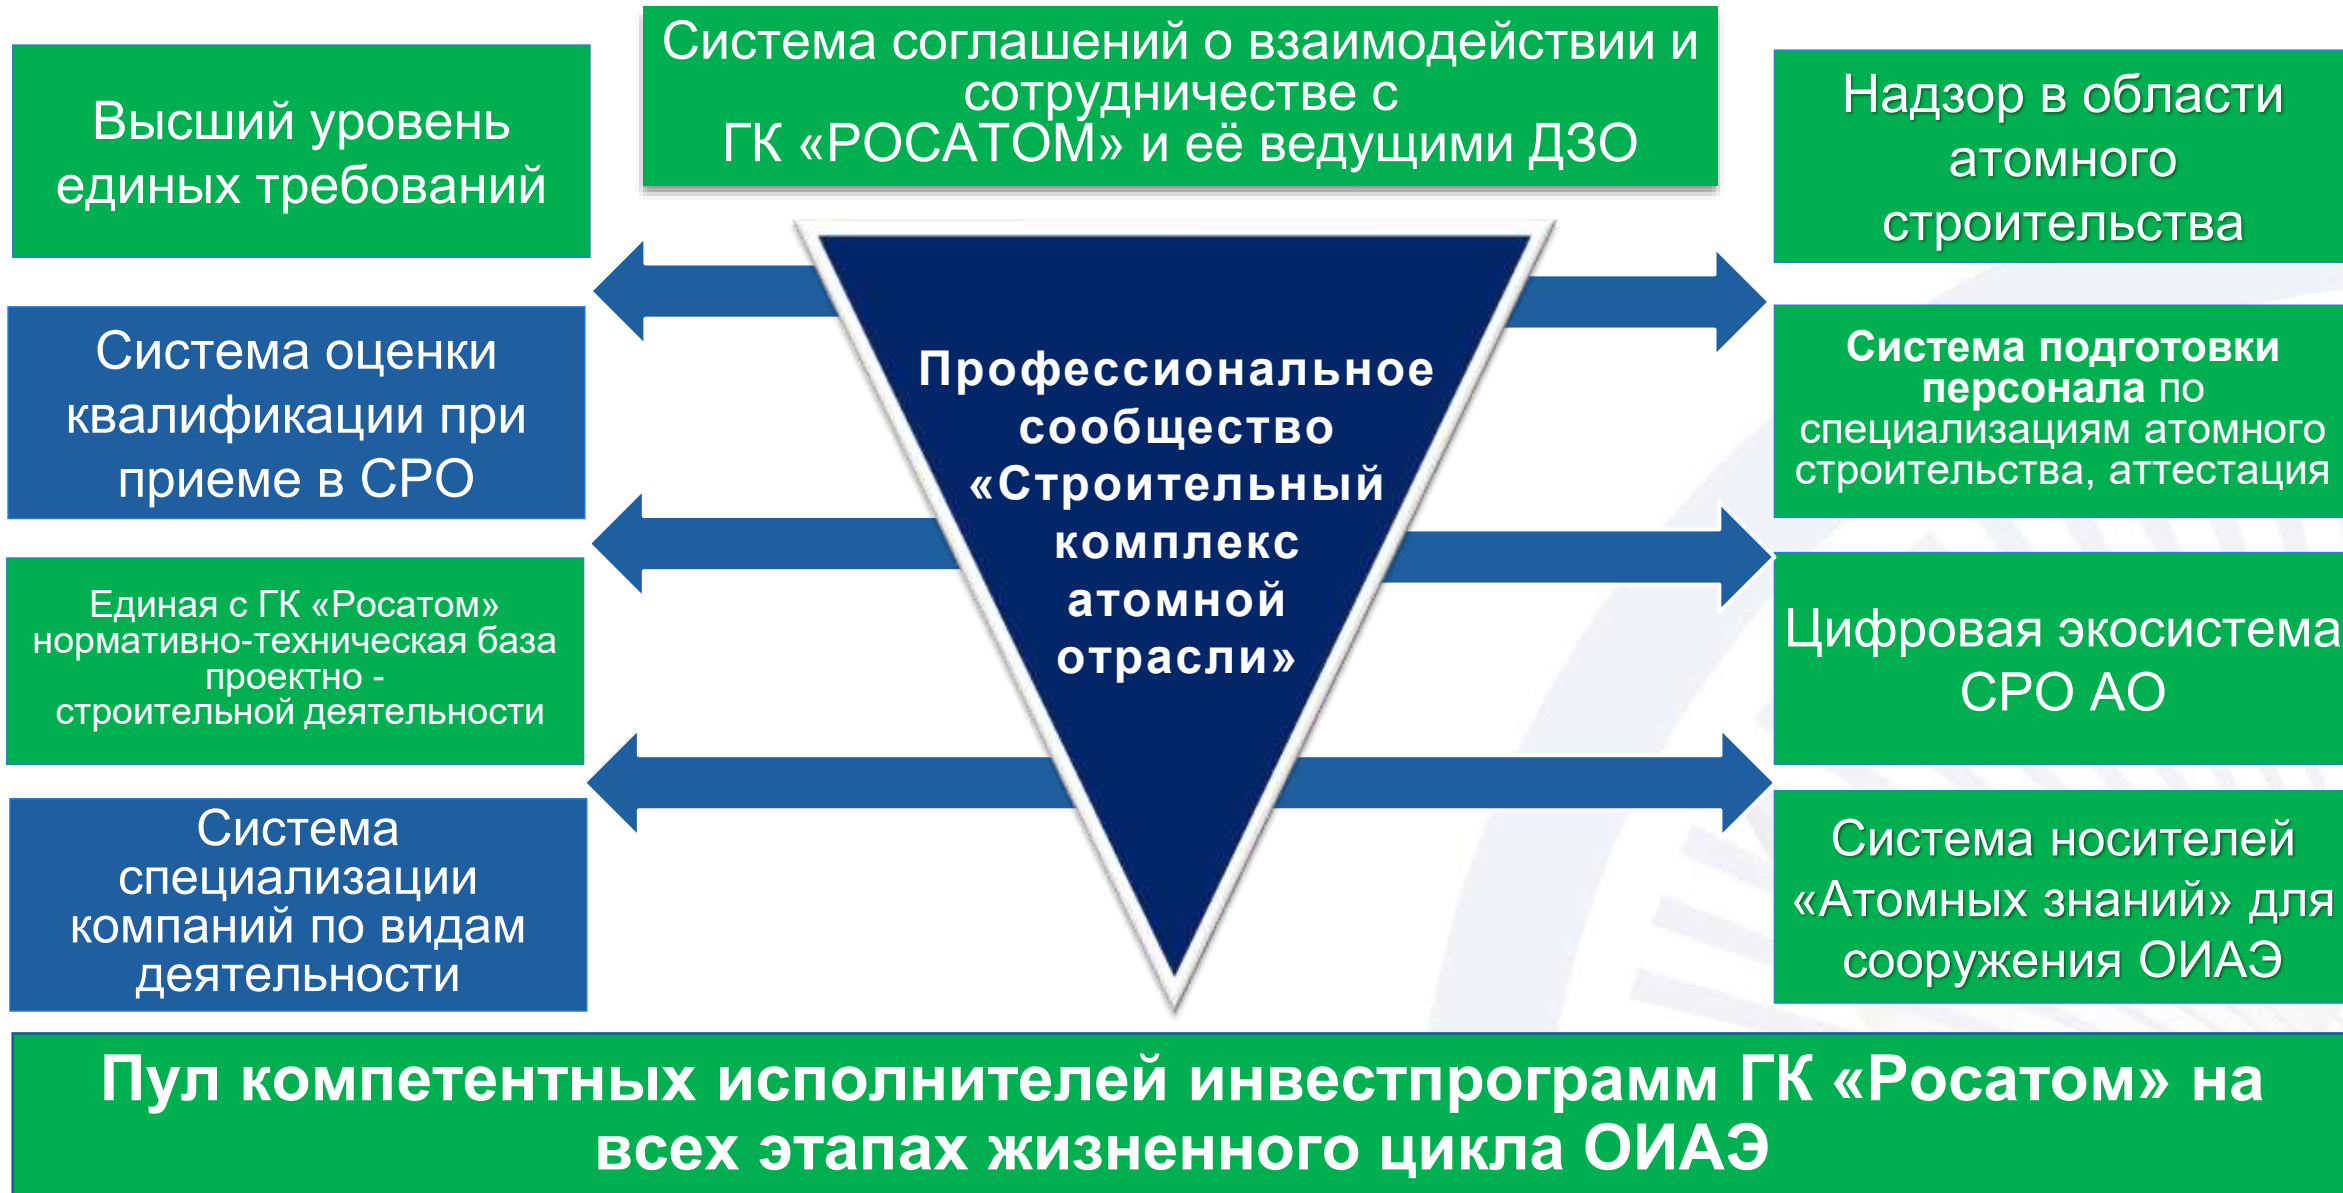 Система соглашений о взаимодействии и
сотрудничестве с
ГК «РОСАТОМ» и её ведущими ДЗО
Высший уровень
единых требований
Система оценки
квалификации при
приеме в СРО
Единая с ГК «Росатом»
нормативно-техническая база
проектно -
строительной деятельности
Система
специализации
компаний по видам
деятельности
Профессиональное
сообщество
«Строительный
комплекс
атомной
отрасли»
Надзор в области
атомного
строительства
Система подготовки
персонала по
специализациям атомного
строительства, аттестация
Цифровая экосистема
СРО АО
Система носителей
«Атомных знаний» для
сооружения ОИАЭ
Пул компетентных исполнителей инвестпрограмм ГК «Росатом» на
всех этапах жизненного цикла ОИАЭ